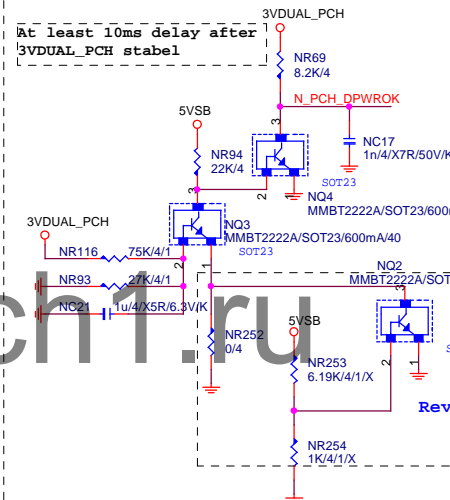 3VDUAL_PCH
At least 10ms delay after
3VDUAL_PCH stabel
NR69
8.2K/4
N_PCH_DPWROK
5VSB
3
NC17
1n/4/X7R/50V/K
NR94
22K/4
SOT23
2
1
NQ4
MMBT2222A/SOT23/600m
3
NQ3
MMBT2222A/SOT23/600mA/40
SOT23
3VDUAL_PCH
NR116
75K/4/1
2
1
NR93
27K/4/1
NQ2
MMBT2222A/SOT
NC21
1u/4/X5R/6.3V/K
3
ch1.ru
5VSB
NR252
0/4
NR253
6.19K/4/1/X
2
1
Rev
NR254
1K/4/1/X